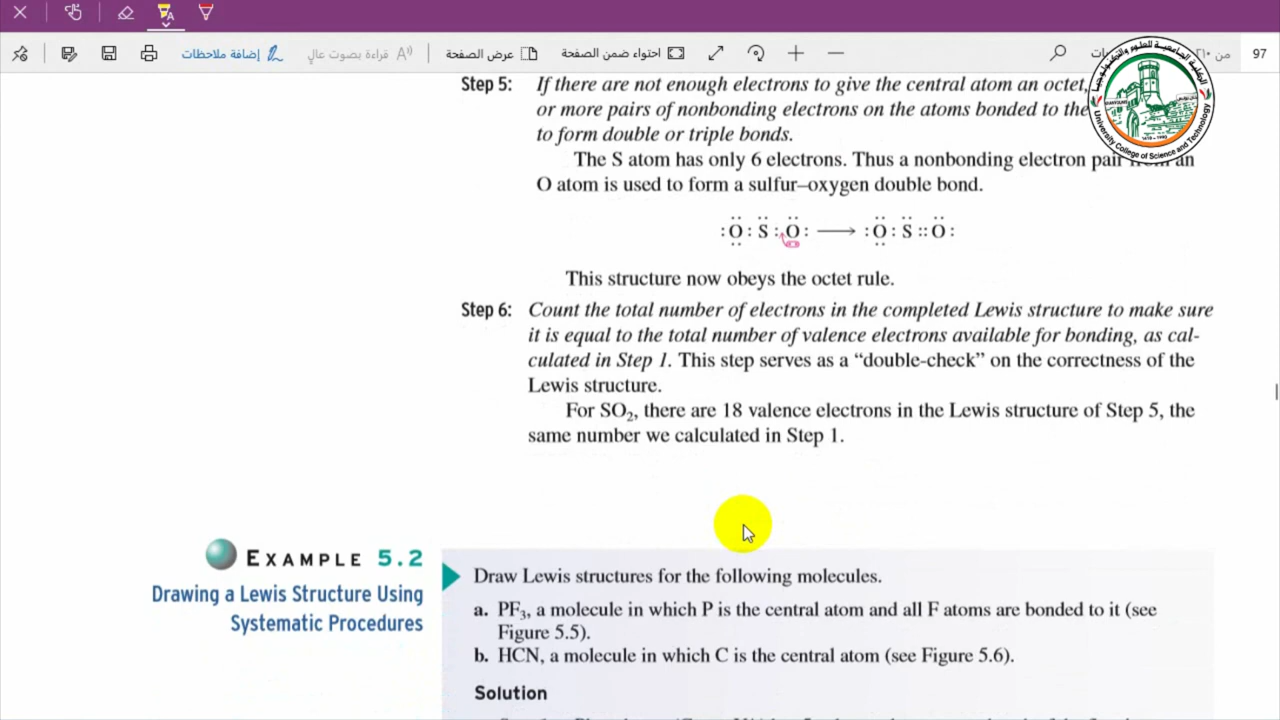 إضافة ملاحظات
قراءة بصوت عالٍ
عرض الصفحة
احتواء ضمن الصفحة
من
97
University College of Science and Technology
Step 5: If there are not enough electrons to give the central atom an octet,
or more pairs of nonbonding electrons on the atoms bonded to the
to form double or triple bonds.
The S atom has only 6 electrons. Thus a nonbonding electron pair from an
O atom is used to form a sulfur–oxygen double bond.
:Ö:S̈:Ö: ⟶ :Ö:S̈::Ö:
This structure now obeys the octet rule.
Step 6: Count the total number of electrons in the completed Lewis structure to make sure
it is equal to the total number of valence electrons available for bonding, as cal-
culated in Step 1. This step serves as a “double-check” on the correctness of the
Lewis structure.
For SO₂, there are 18 valence electrons in the Lewis structure of Step 5, the
same number we calculated in Step 1.
EXAMPLE 5.2
Drawing a Lewis Structure Using
Systematic Procedures
Draw Lewis structures for the following molecules.
a. PF₃, a molecule in which P is the central atom and all F atoms are bonded to it (see
Figure 5.5).
b. HCN, a molecule in which C is the central atom (see Figure 5.6).
Solution